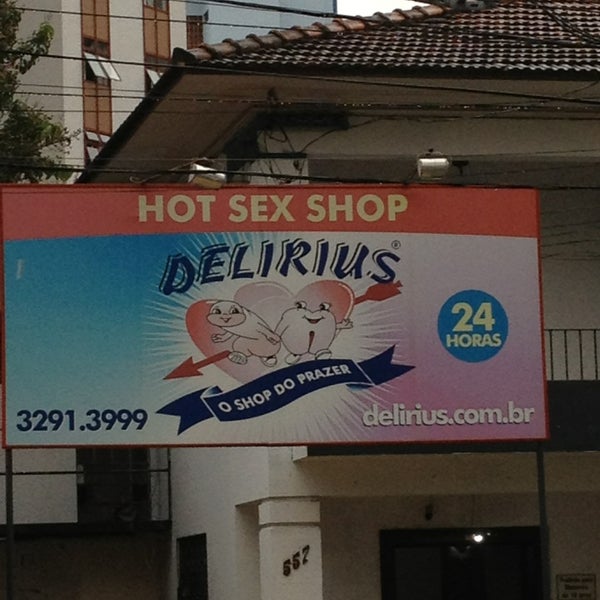 HOT SEX SHOP
DELIRIUS®
24
HORAS
O SHOP DO PRAZER
3291.3999
delirius.com.br
557